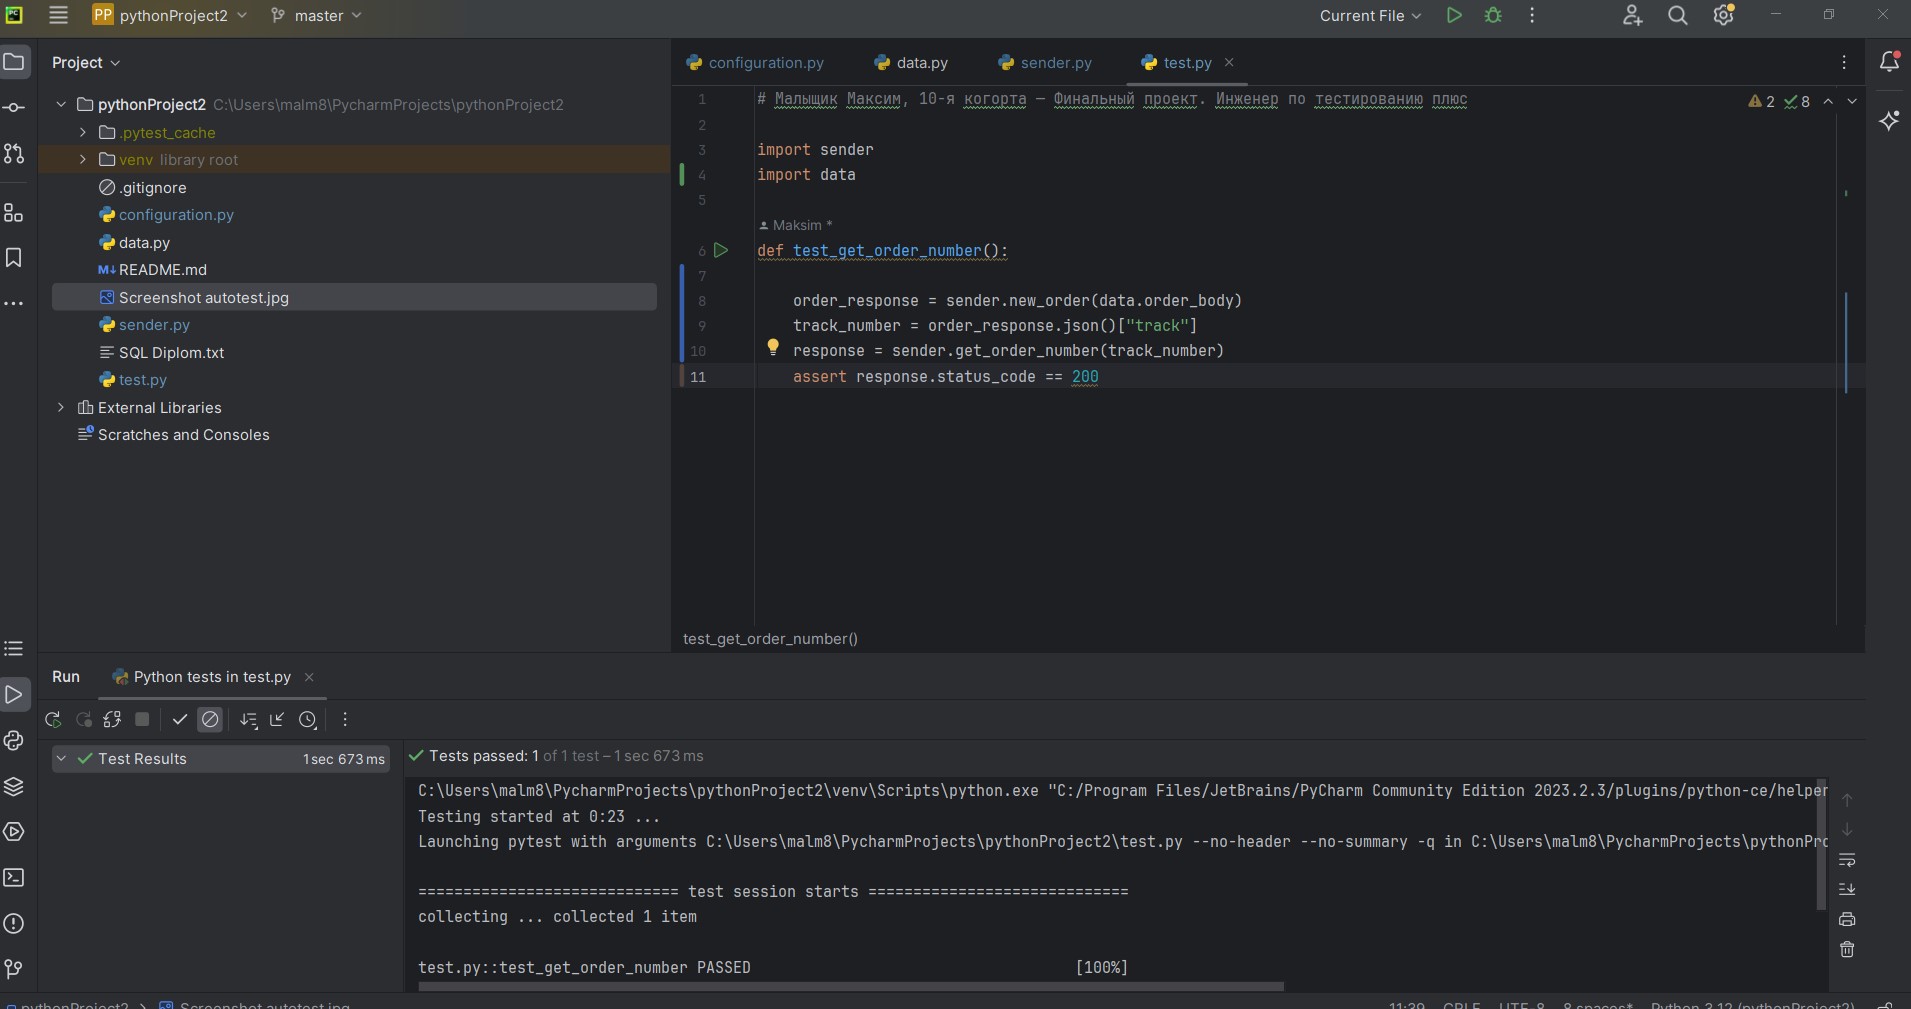 PP pythonProject2 master Current File
Project
pythonProject2 C:\Users\malm8\PycharmProjects\pythonProject2
.pytest_cache
venv library root
.gitignore
configuration.py
data.py
README.md
Screenshot autotest.jpg
sender.py
SQL Diplom.txt
test.py
External Libraries
Scratches and Consoles
configuration.py data.py sender.py test.py
1 # Малыщик Максим, 10-я когорта — Финальный проект. Инженер по тестированию плюс
2
3 import sender
4 import data
5
Maksim *
6 def test_get_order_number():
7
8 order_response = sender.new_order(data.order_body)
9 track_number = order_response.json()["track"]
10 response = sender.get_order_number(track_number)
11 assert response.status_code == 200
2 8
test_get_order_number()
Run Python tests in test.py
Test Results 1 sec 673 ms
Tests passed: 1 of 1 test – 1 sec 673 ms
C:\Users\malm8\PycharmProjects\pythonProject2\venv\Scripts\python.exe "C:/Program Files/JetBrains/PyCharm Community Edition 2023.2.3/plugins/python-ce/helper
Testing started at 0:23 ...
Launching pytest with arguments C:\Users\malm8\PycharmProjects\pythonProject2\test.py --no-header --no-summary -q in C:\Users\malm8\PycharmProjects\pythonPro
============================= test session starts =============================
collecting ... collected 1 item
test.py::test_get_order_number PASSED [100%]
pythonProject2 Screenshot autotest.jpg 11:39 CRLF UTF-8 8 spaces* Python 3.12 (pythonProject2)